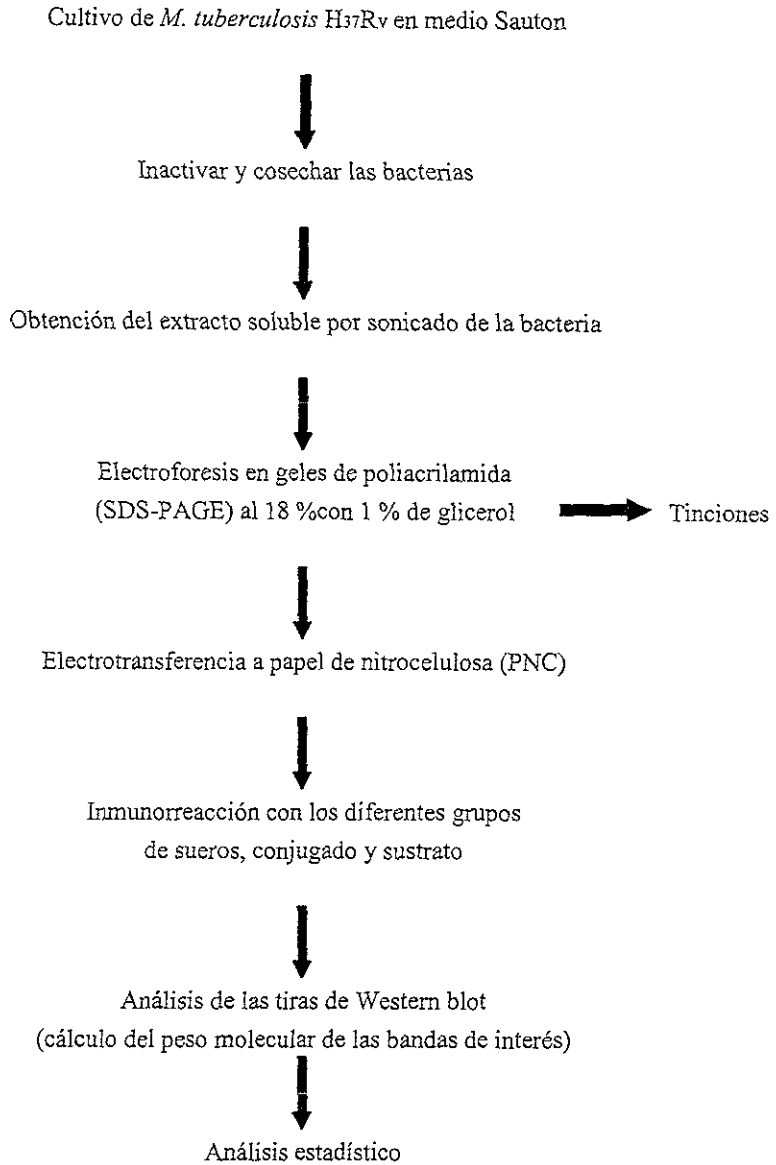 Cultivo de M. tuberculosis H37Rv en medio Sauton
Inactivar y cosechar las bacterias
Obtención del extracto soluble por sonicado de la bacteria
Electroforesis en geles de poliacrilamida
(SDS-PAGE) al 18 %con 1 % de glicerol
Tinciones
Electrotransferencia a papel de nitrocelulosa (PNC)
Inmunorreacción con los diferentes grupos
de sueros, conjugado y sustrato
Análisis de las tiras de Western blot
(cálculo del peso molecular de las bandas de interés)
Análisis estadístico